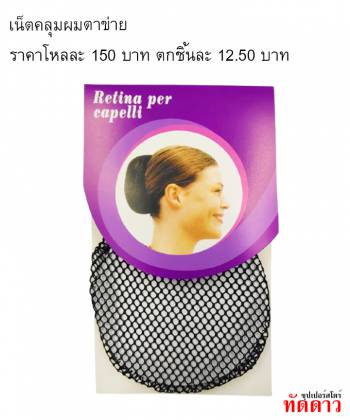 เน็ตคลุมผมตาข่าย
ราคาโหลละ 150 บาท ตกชิ้นละ 12.50 บาท
Retina per
capelli
ซุปเปอร์สโตร์
ทัดดาว